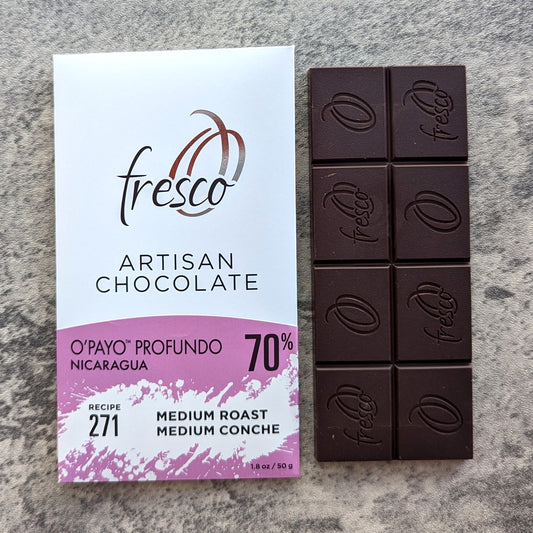 fresco
ARTISAN
CHOCOLATE
O'PAYO™ PROFUNDO
NICARAGUA
70%
RECIPE
271
MEDIUM ROAST
MEDIUM CONCHE
1.8 oz / 50 g
fresco
fresco
fresco
fresco